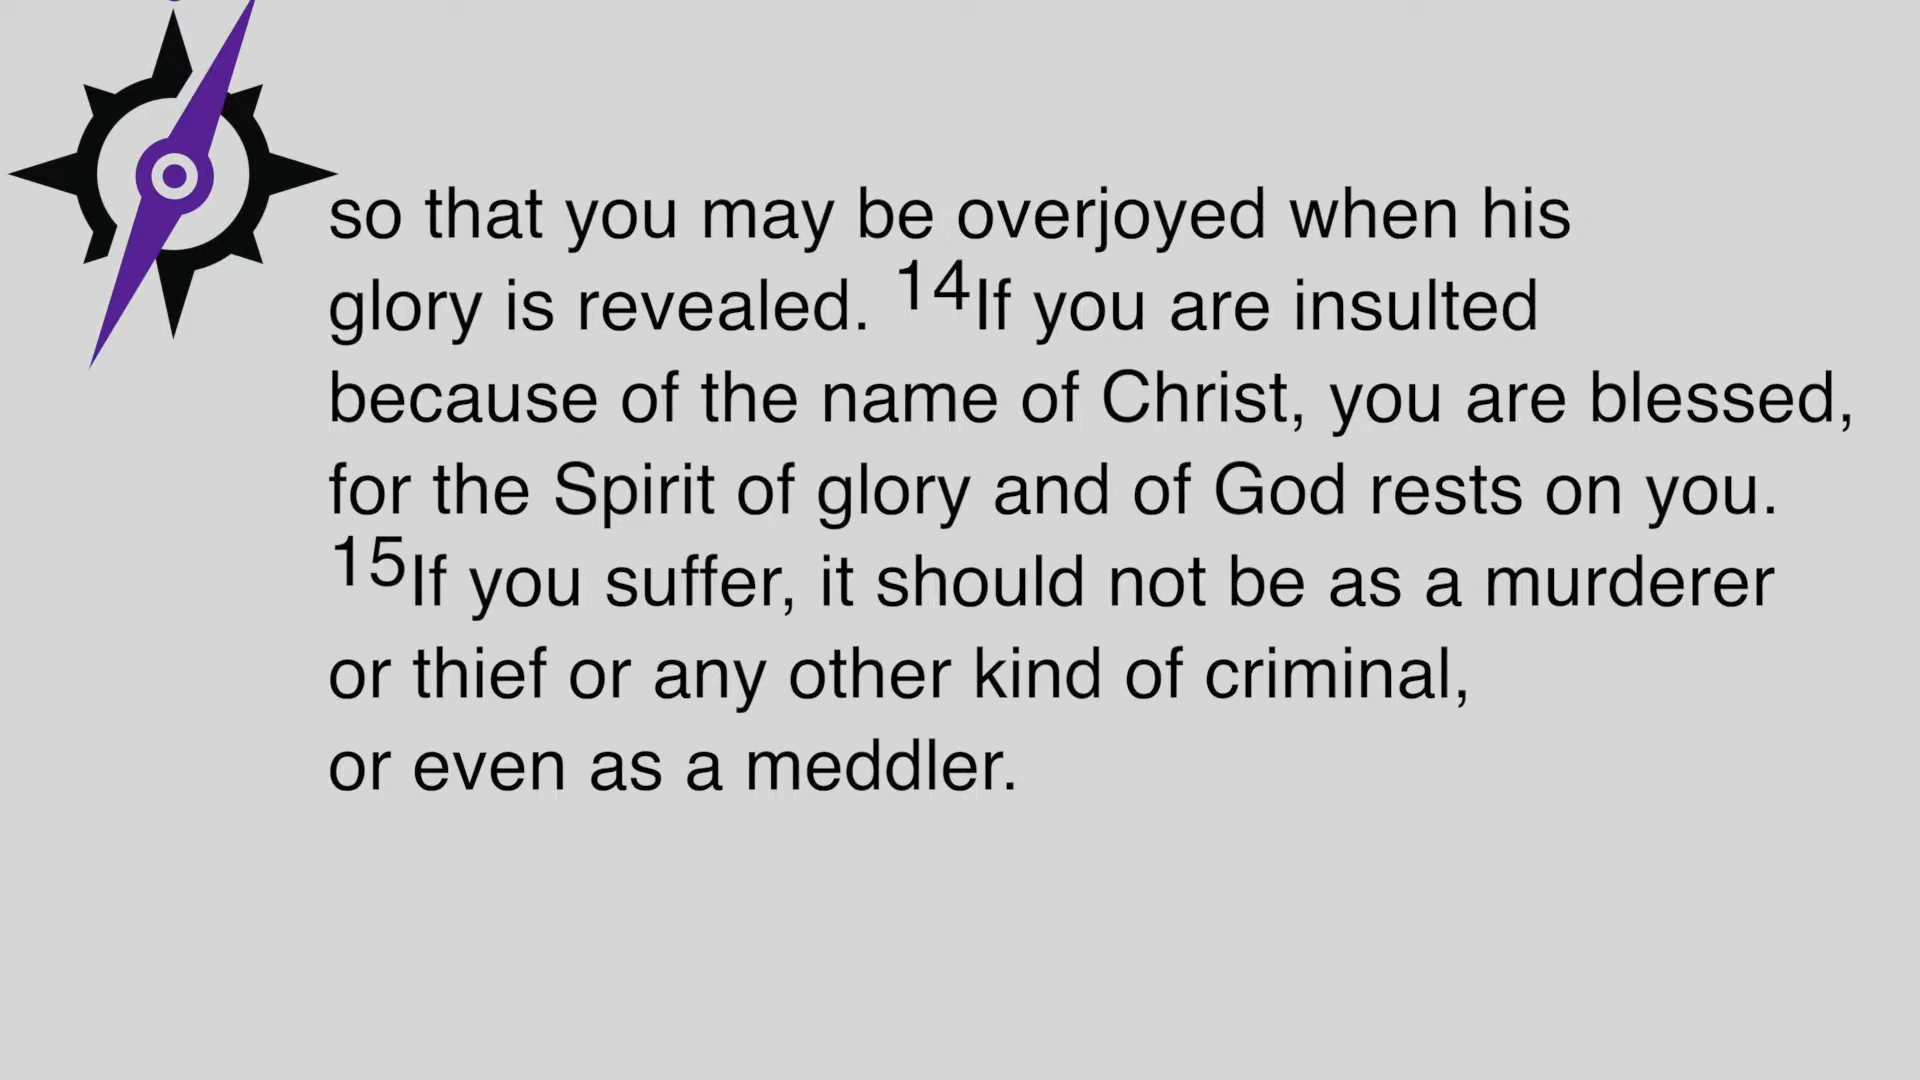 so that you may be overjoyed when his
glory is revealed. 14If you are insulted
because of the name of Christ, you are blessed,
for the Spirit of glory and of God rests on you.
15If you suffer, it should not be as a murderer
or thief or any other kind of criminal,
or even as a meddler.